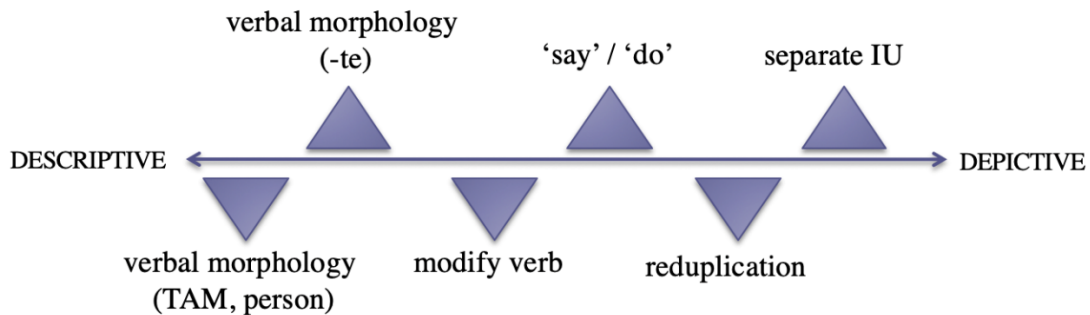 verbal morphology
(-te)
‘say’ / ‘do’
separate IU
DESCRIPTIVE
DEPICTIVE
verbal morphology
(TAM, person)
modify verb
reduplication